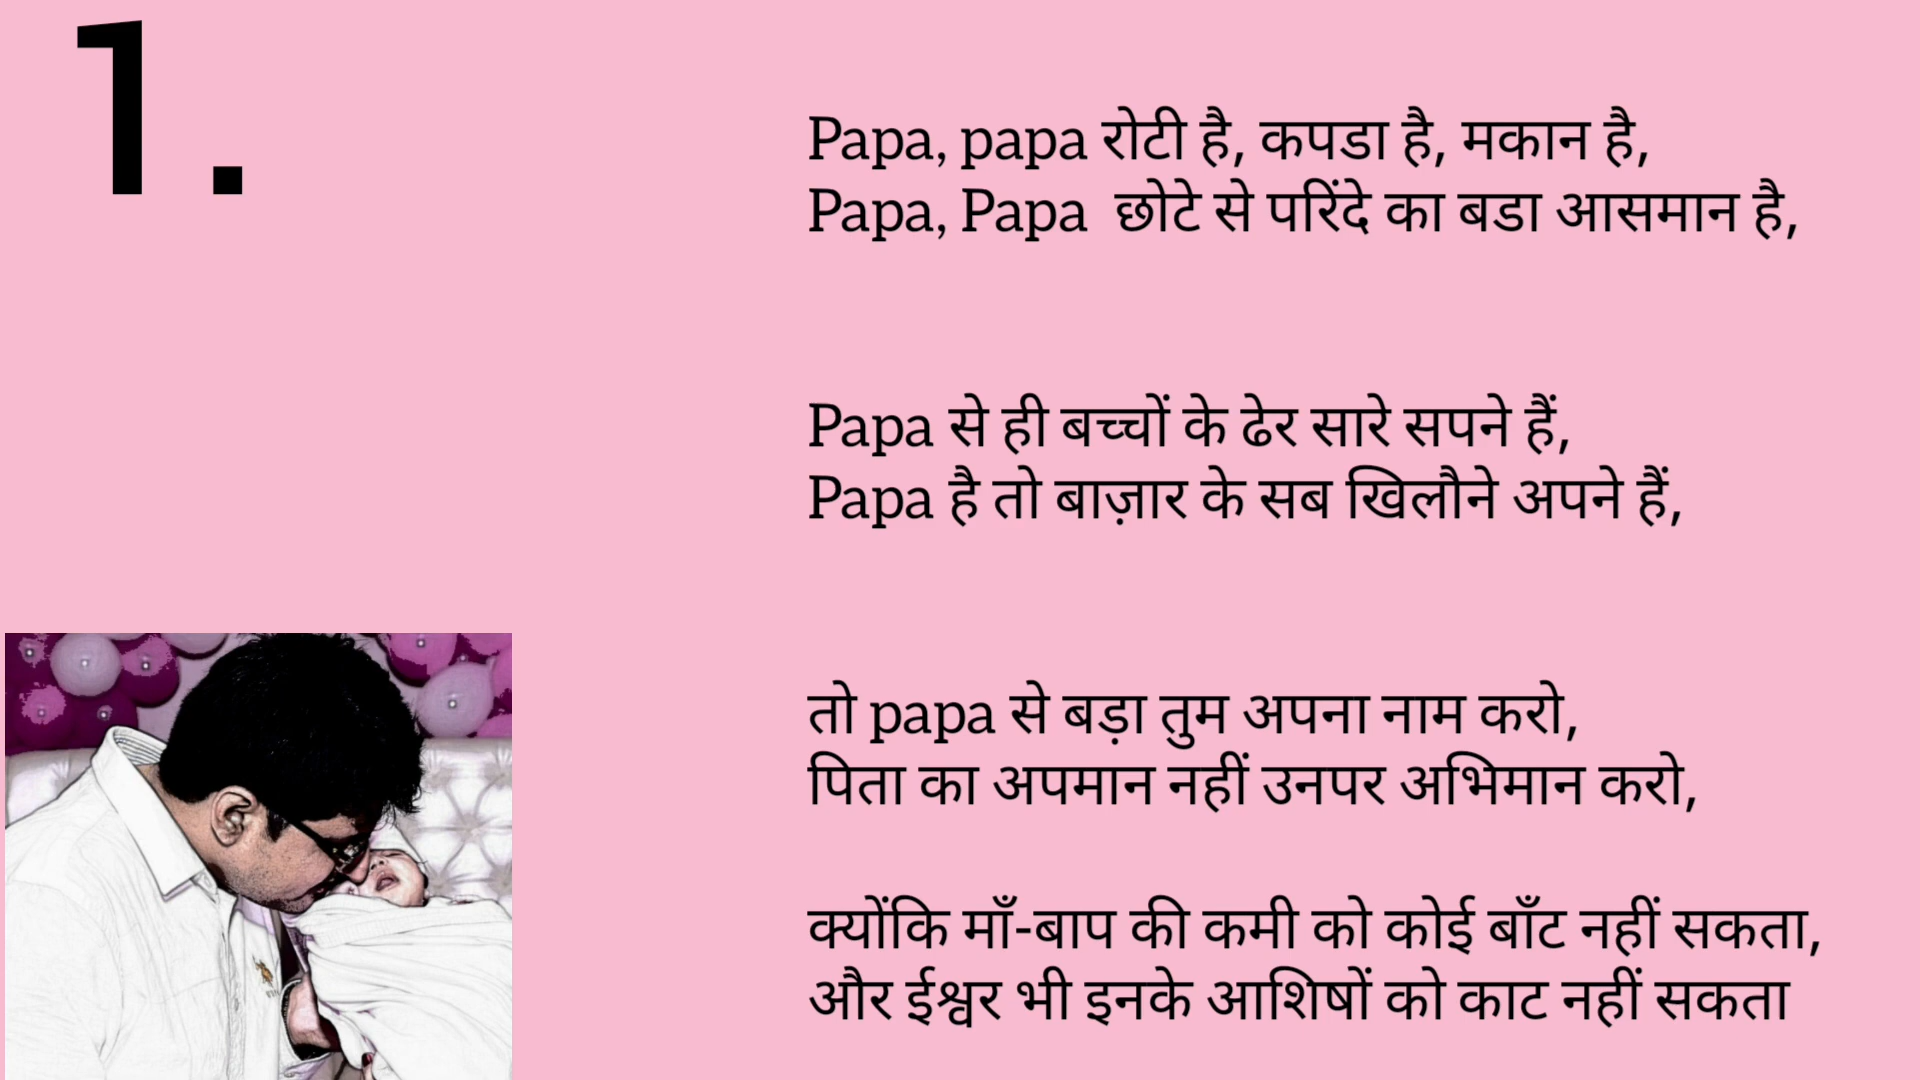 1.
Papa, papa रोटी है, कपडा है, मकान है,
Papa, Papa छोटे से परिंदे का बडा आसमान है,
Papa से ही बच्चों के ढेर सारे सपने हैं,
Papa है तो बाज़ार के सब खिलौने अपने हैं,
तो papa से बड़ा तुम अपना नाम करो,
पिता का अपमान नहीं उनपर अभिमान करो,
क्योंकि माँ-बाप की कमी को कोई बाँट नहीं सकता,
और ईश्वर भी इनके आशिषों को काट नहीं सकता